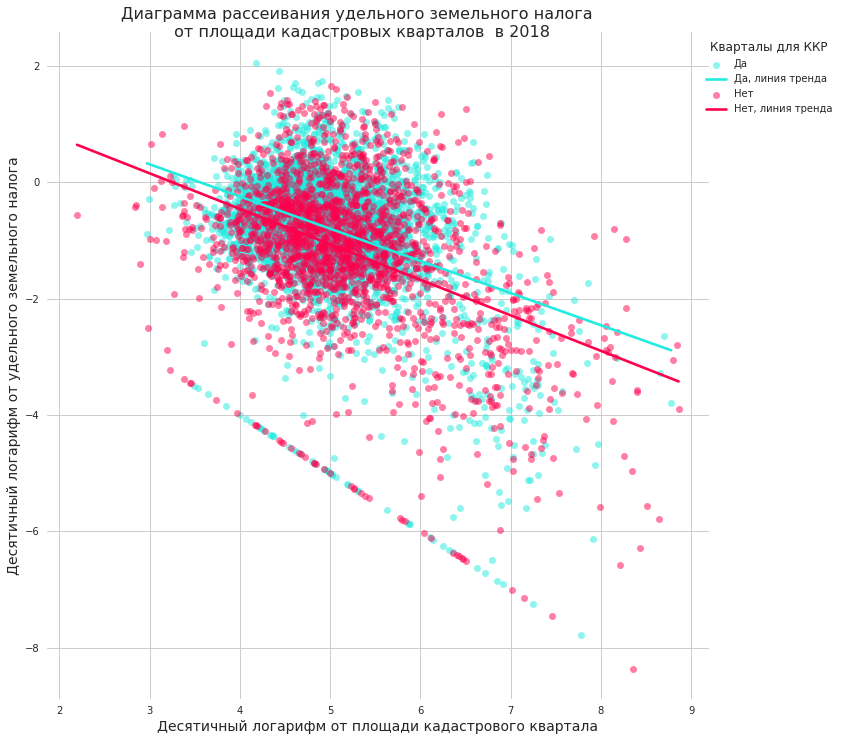 Диаграмма рассеивания удельного земельного налога
от площади кадастровых кварталов  в 2018
Кварталы для ККР
Да
Да, линия тренда
Нет
Нет, линия тренда
Десятичный логарифм от удельного земельного налога
2
0
−2
−4
−6
−8
2 3 4 5 6 7 8 9
Десятичный логарифм от площади кадастрового квартала